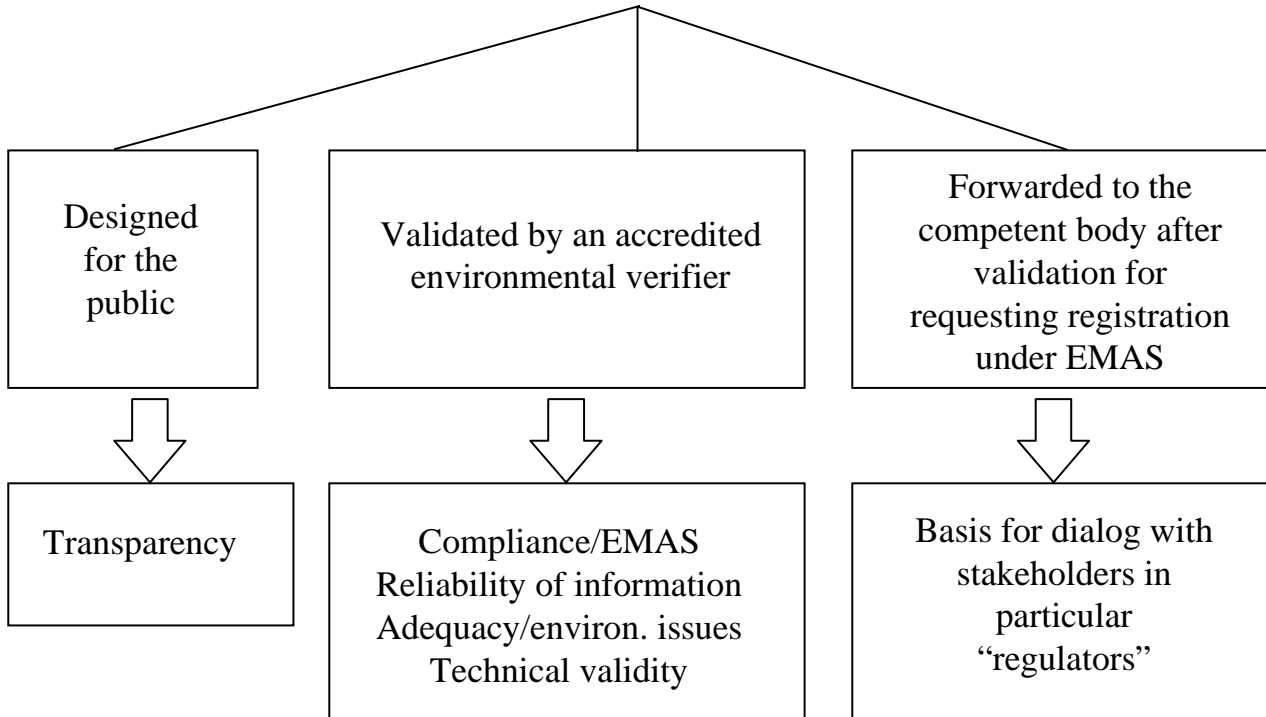 Designed
for the
public
Validated by an accredited
environmental verifier
Forwarded to the
competent body after
validation for
requesting registration
under EMAS
Transparency
Compliance/EMAS
Reliability of information
Adequacy/environ. issues
Technical validity
Basis for dialog with
stakeholders in
particular
“regulators”